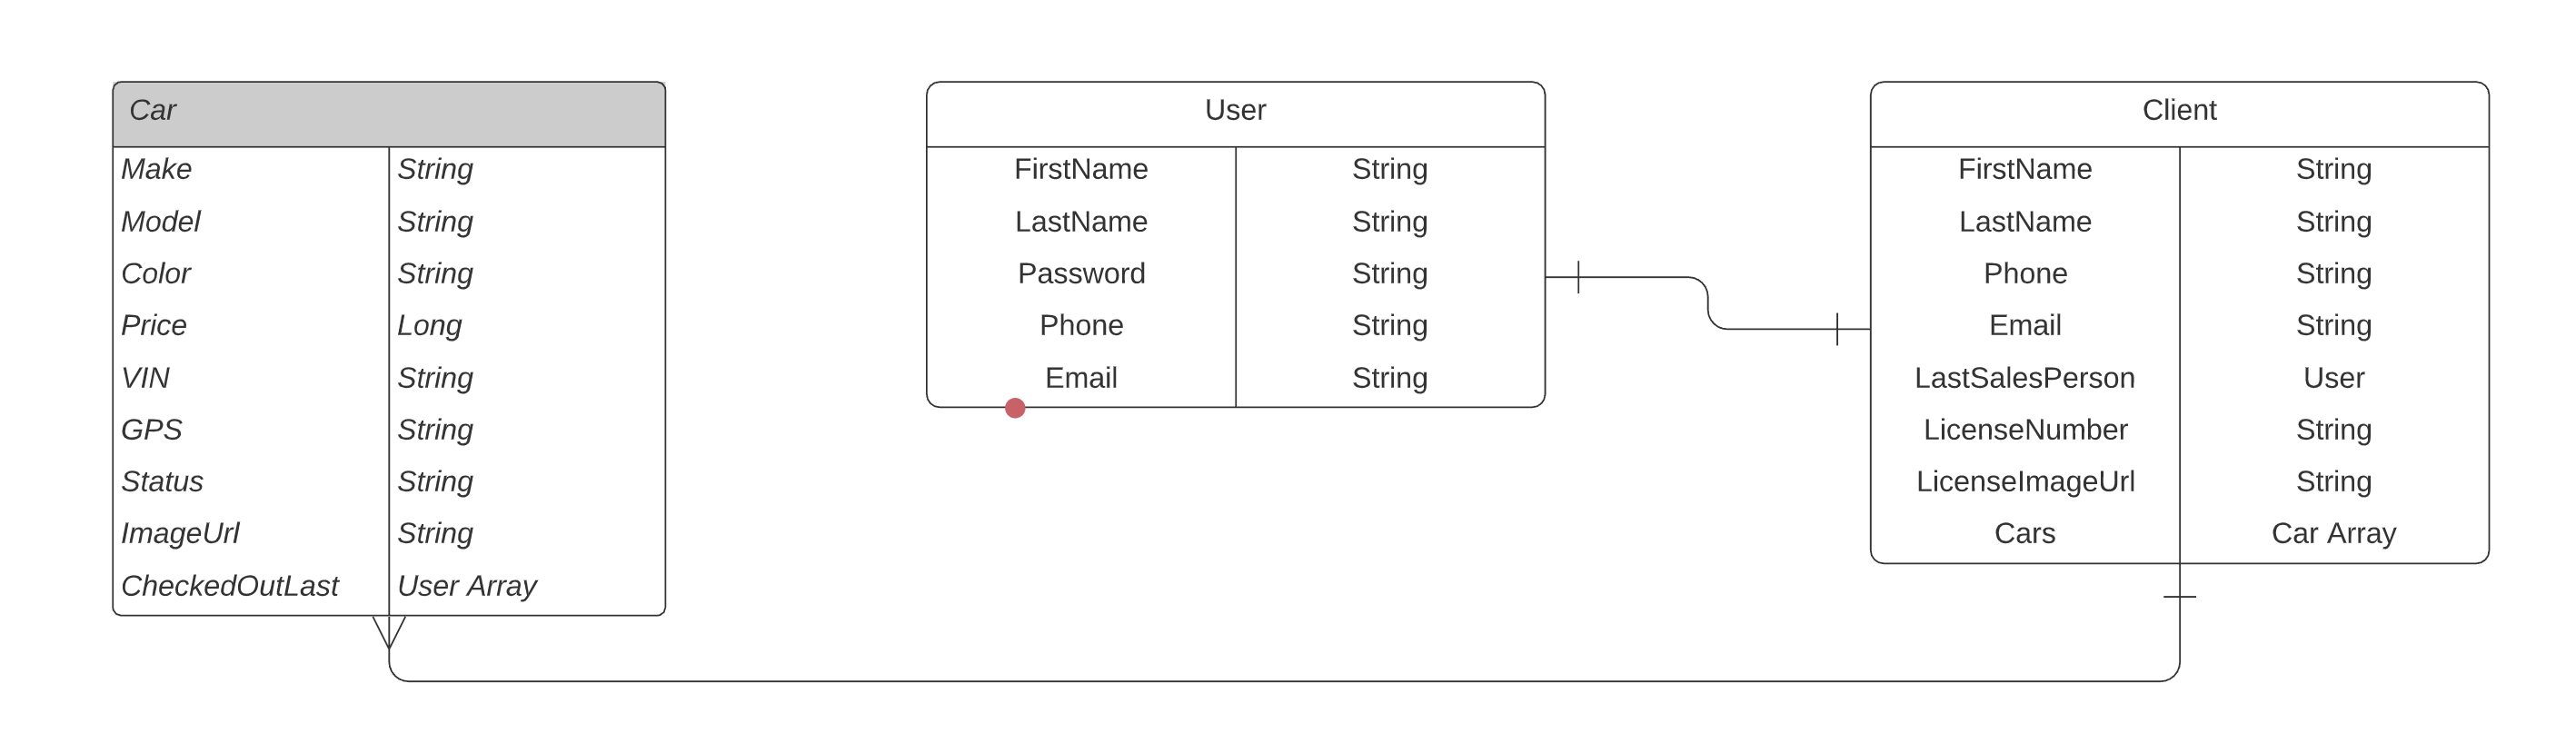 Car
Make String
Model String
Color String
Price Long
VIN String
GPS String
Status String
ImageUrl String
CheckedOutLast User Array
User
FirstName String
LastName String
Password String
Phone String
Email String
Client
FirstName String
LastName String
Phone String
Email String
LastSalesPerson User
LicenseNumber String
LicenseImageUrl String
Cars Car Array